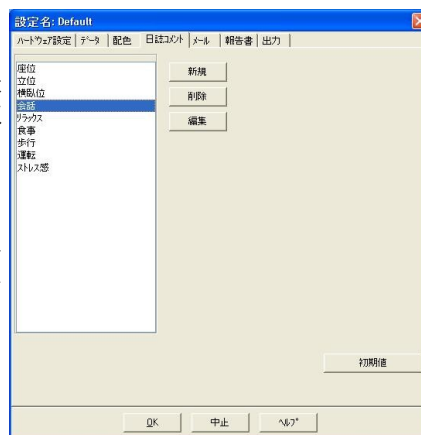 設定名: Default
ハードウェア設定 データ 配色 日誌コメント メール 報告書 出力
座位
立位
横臥位
会話
リラックス
食事
歩行
運転
ストレス感
新規
削除
編集
初期値
OK 中止 ヘルプ